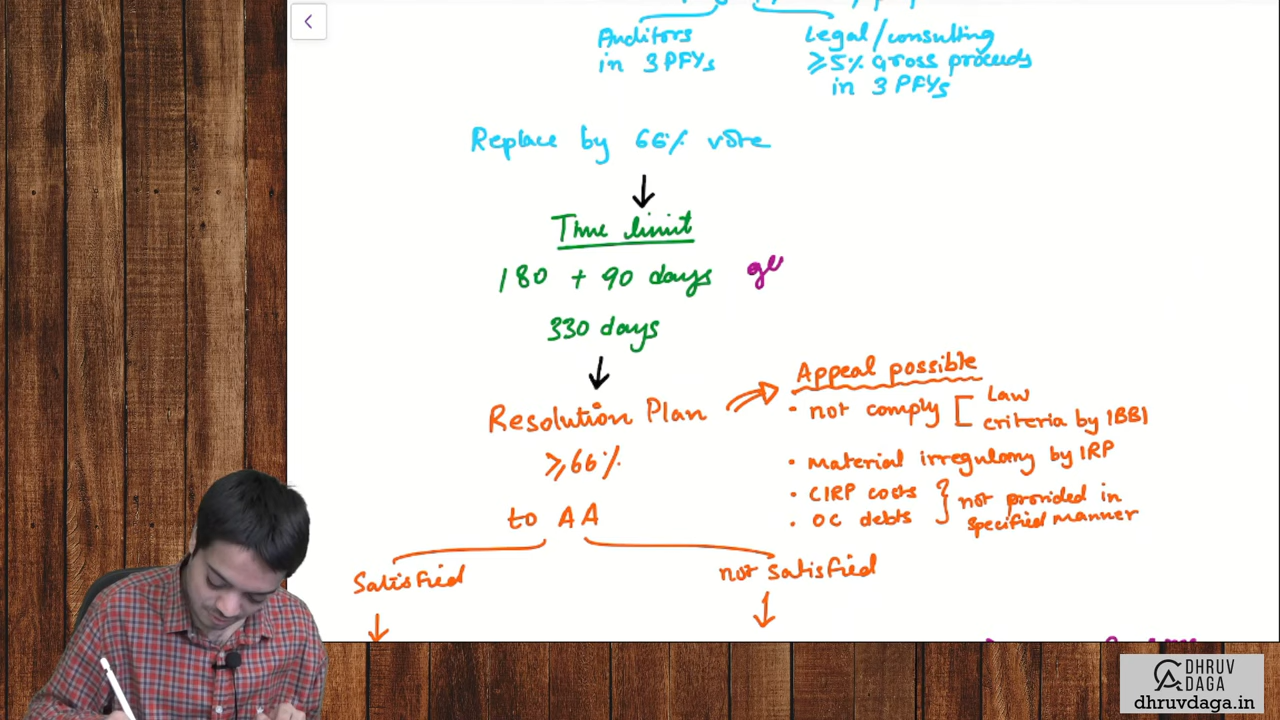 Auditors
in 3 PFYs
Legal/consulting
≥5% Gross proceeds
in 3 PFYs
Replace by 66% vote
Time limit
180 + 90 days ge
330 days
Resolution Plan
≥66%
to AA
Appeal possible
• not comply [ Law
criteria by IBBI
• Material irregularity by IRP
• CIRP costs
• OC debts } not provided in
specified manner
Satisfied
not satisfied
DHRUV
DAGA
dhruvdaga.in